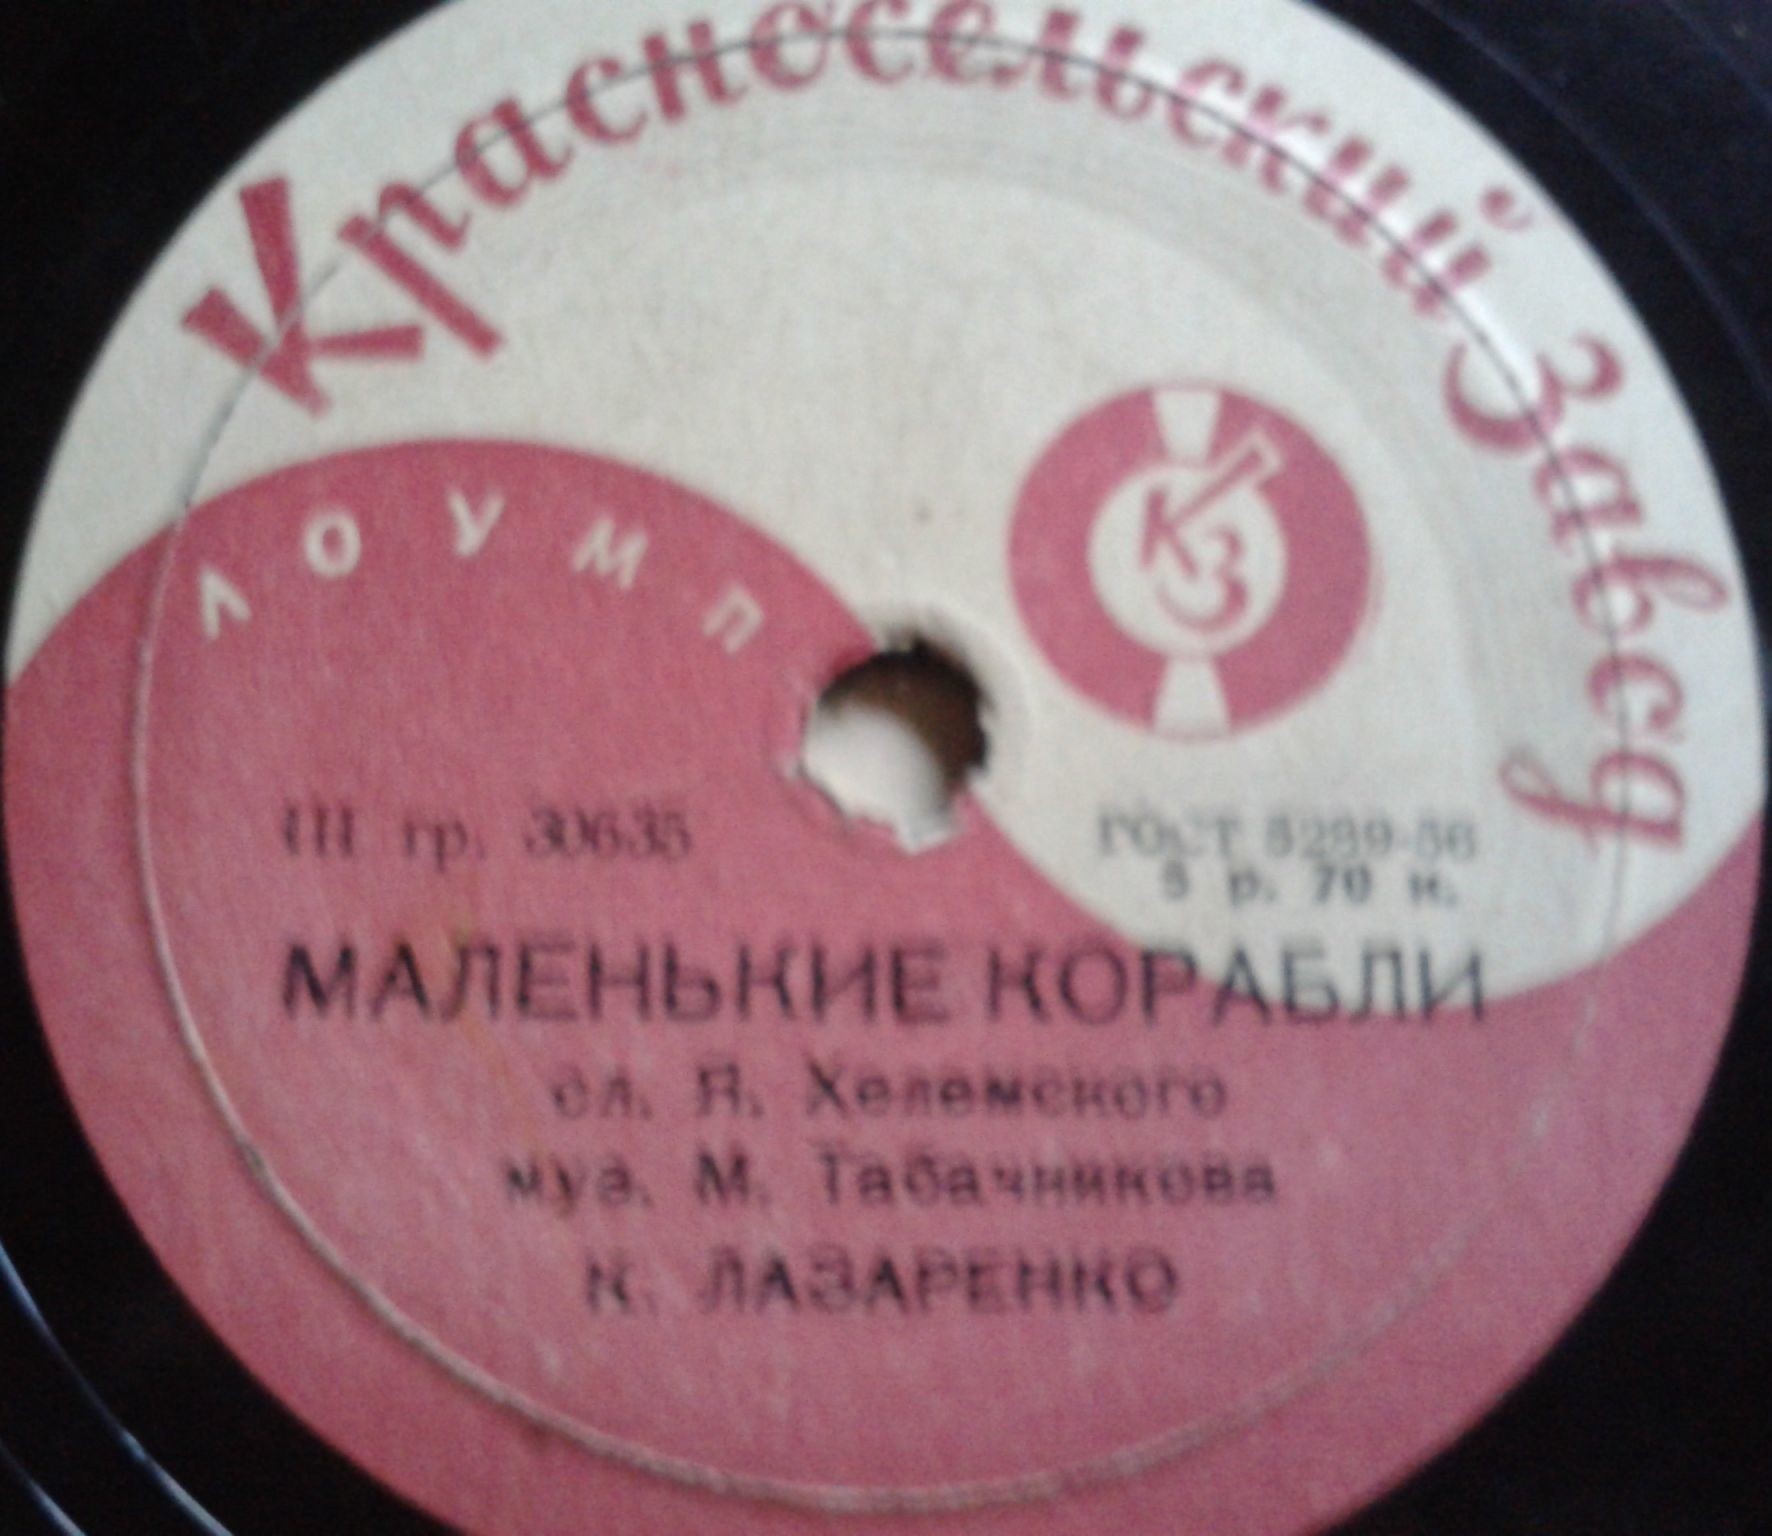 Красносельский Завод
ЛОУМП
КЗ
III гр. 30635
ГОСТ 5289-56
5 р. 70 к.
МАЛЕНЬКИЕ КОРАБЛИ
сл. Я. Хелемского
муз. М. Табачникова
К. ЛАЗАРЕНКО